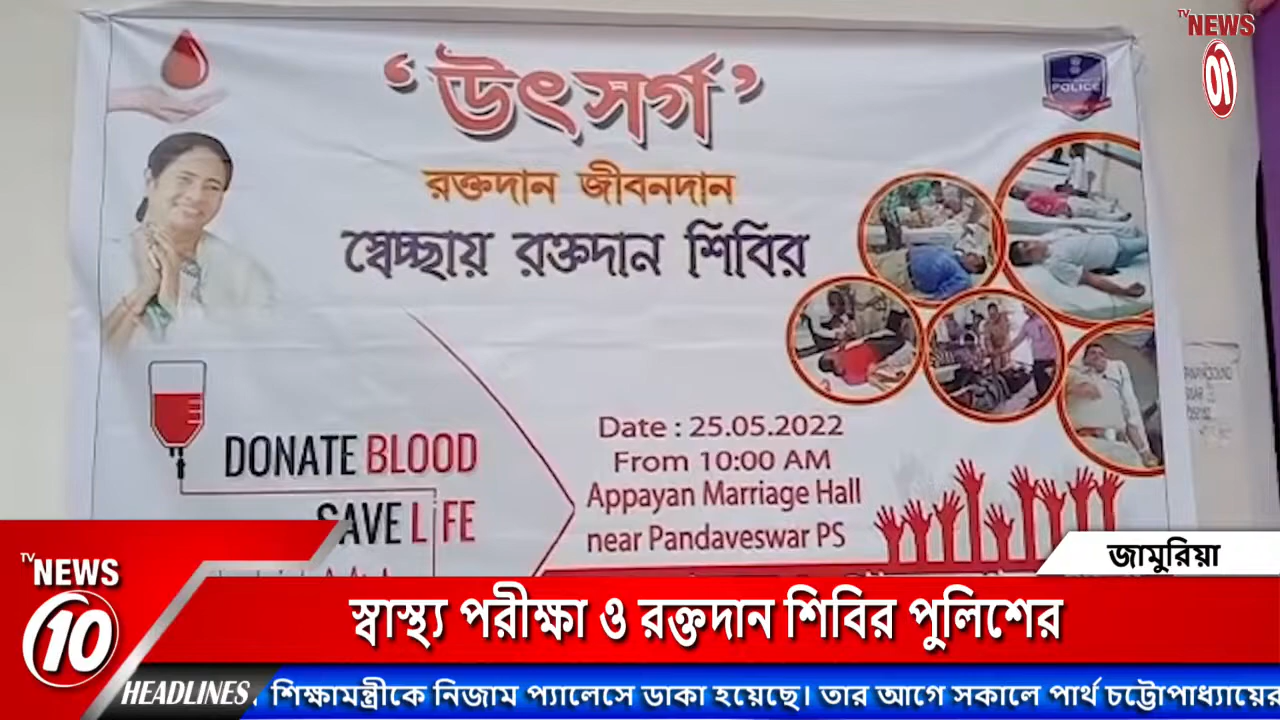 TV NEWS
10
‘উৎসর্গ’
POLICE
রক্তদান জীবনদান
স্বেচ্ছায় রক্তদান শিবির
DONATE BLOOD
SAVE LIFE
Date : 25.05.2022
From 10:00 AM
Appayan Marriage Hall
near Pandaveswar PS
জামুরিয়া
TV NEWS
10
স্বাস্থ্য পরীক্ষা ও রক্তদান শিবির পুলিশের
HEADLINES
শিক্ষামন্ত্রীকে নিজাম প্যালেসে ডাকা হয়েছে। তার আগে সকালে পার্থ চট্টোপাধ্যায়ের